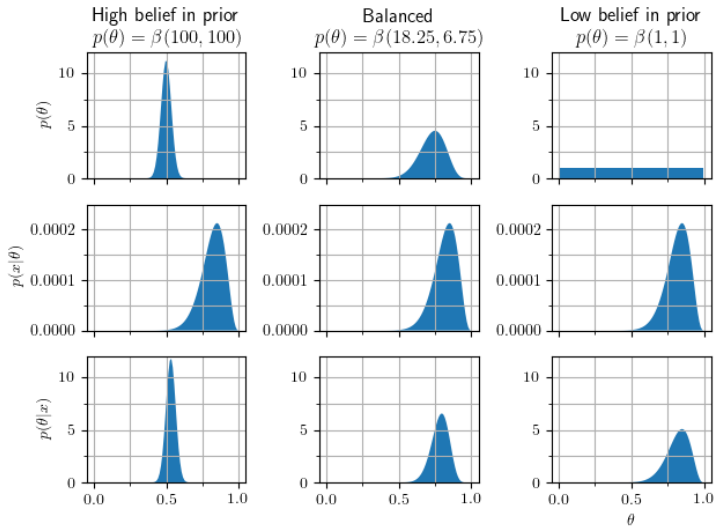 High belief in prior
p(θ) = β(100, 100)
Balanced
p(θ) = β(18.25, 6.75)
Low belief in prior
p(θ) = β(1, 1)
10
5
0
p(θ)
10
5
0
10
5
0
0.0002
0.0001
0.0000
p(x|θ)
0.0002
0.0001
0.0000
0.0002
0.0001
0.0000
10
5
0
p(θ|x)
0.0 0.5 1.0
10
5
0
0.0 0.5 1.0
10
5
0
0.0 0.5 1.0
θ